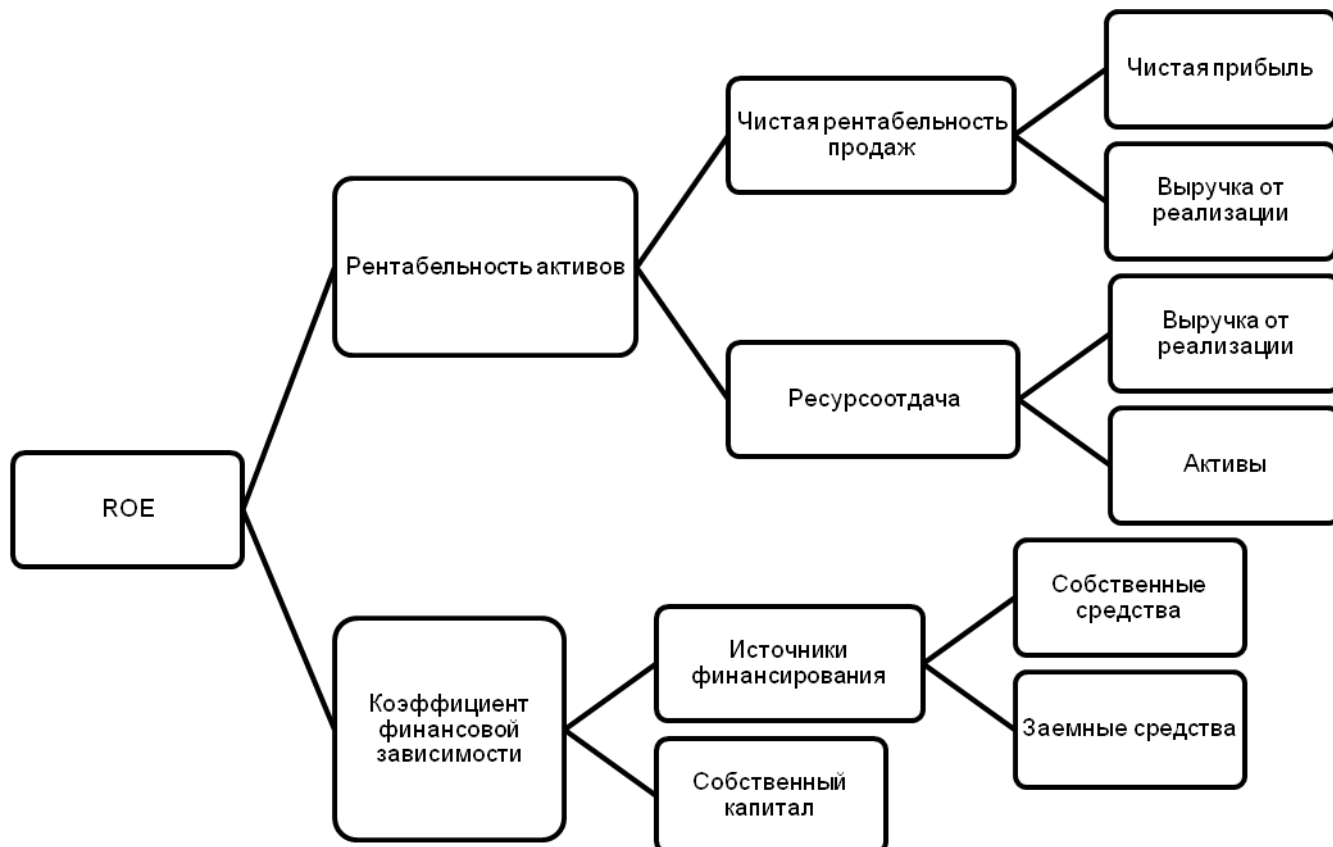 Чистая прибыль
Чистая рентабельность
продаж
Выручка от
реализации
Рентабельность активов
Выручка от
реализации
Ресурсоотдача
Активы
ROE
Собственные
средства
Источники
финансирования
Коэффициент
финансовой
зависимости
Заемные средства
Собственный
капитал